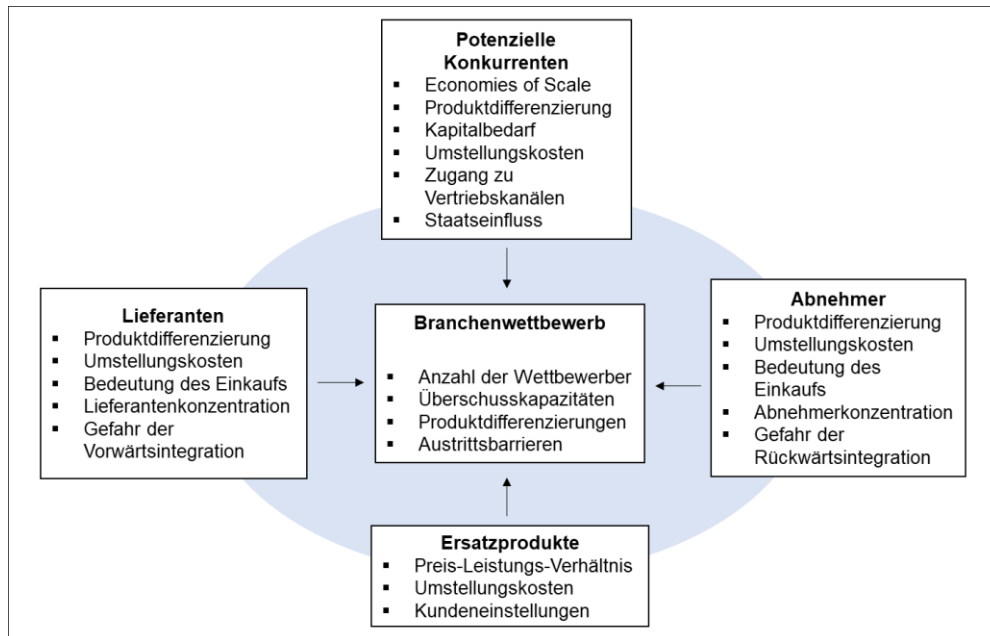 Potenzielle
Konkurrenten
▪ Economies of Scale
▪ Produktdifferenzierung
▪ Kapitalbedarf
▪ Umstellungskosten
▪ Zugang zu
Vertriebskanälen
▪ Staatseinfluss
Lieferanten
▪ Produktdifferenzierung
▪ Umstellungskosten
▪ Bedeutung des Einkaufs
▪ Lieferantenkonzentration
▪ Gefahr der
Vorwärtsintegration
Branchenwettbewerb
▪ Anzahl der Wettbewerber
▪ Überschusskapazitäten
▪ Produktdifferenzierungen
▪ Austrittsbarrieren
Abnehmer
▪ Produktdifferenzierung
▪ Umstellungskosten
▪ Bedeutung des
Einkaufs
▪ Abnehmerkonzentration
▪ Gefahr der
Rückwärtsintegration
Ersatzprodukte
▪ Preis-Leistungs-Verhältnis
▪ Umstellungskosten
▪ Kundeneinstellungen